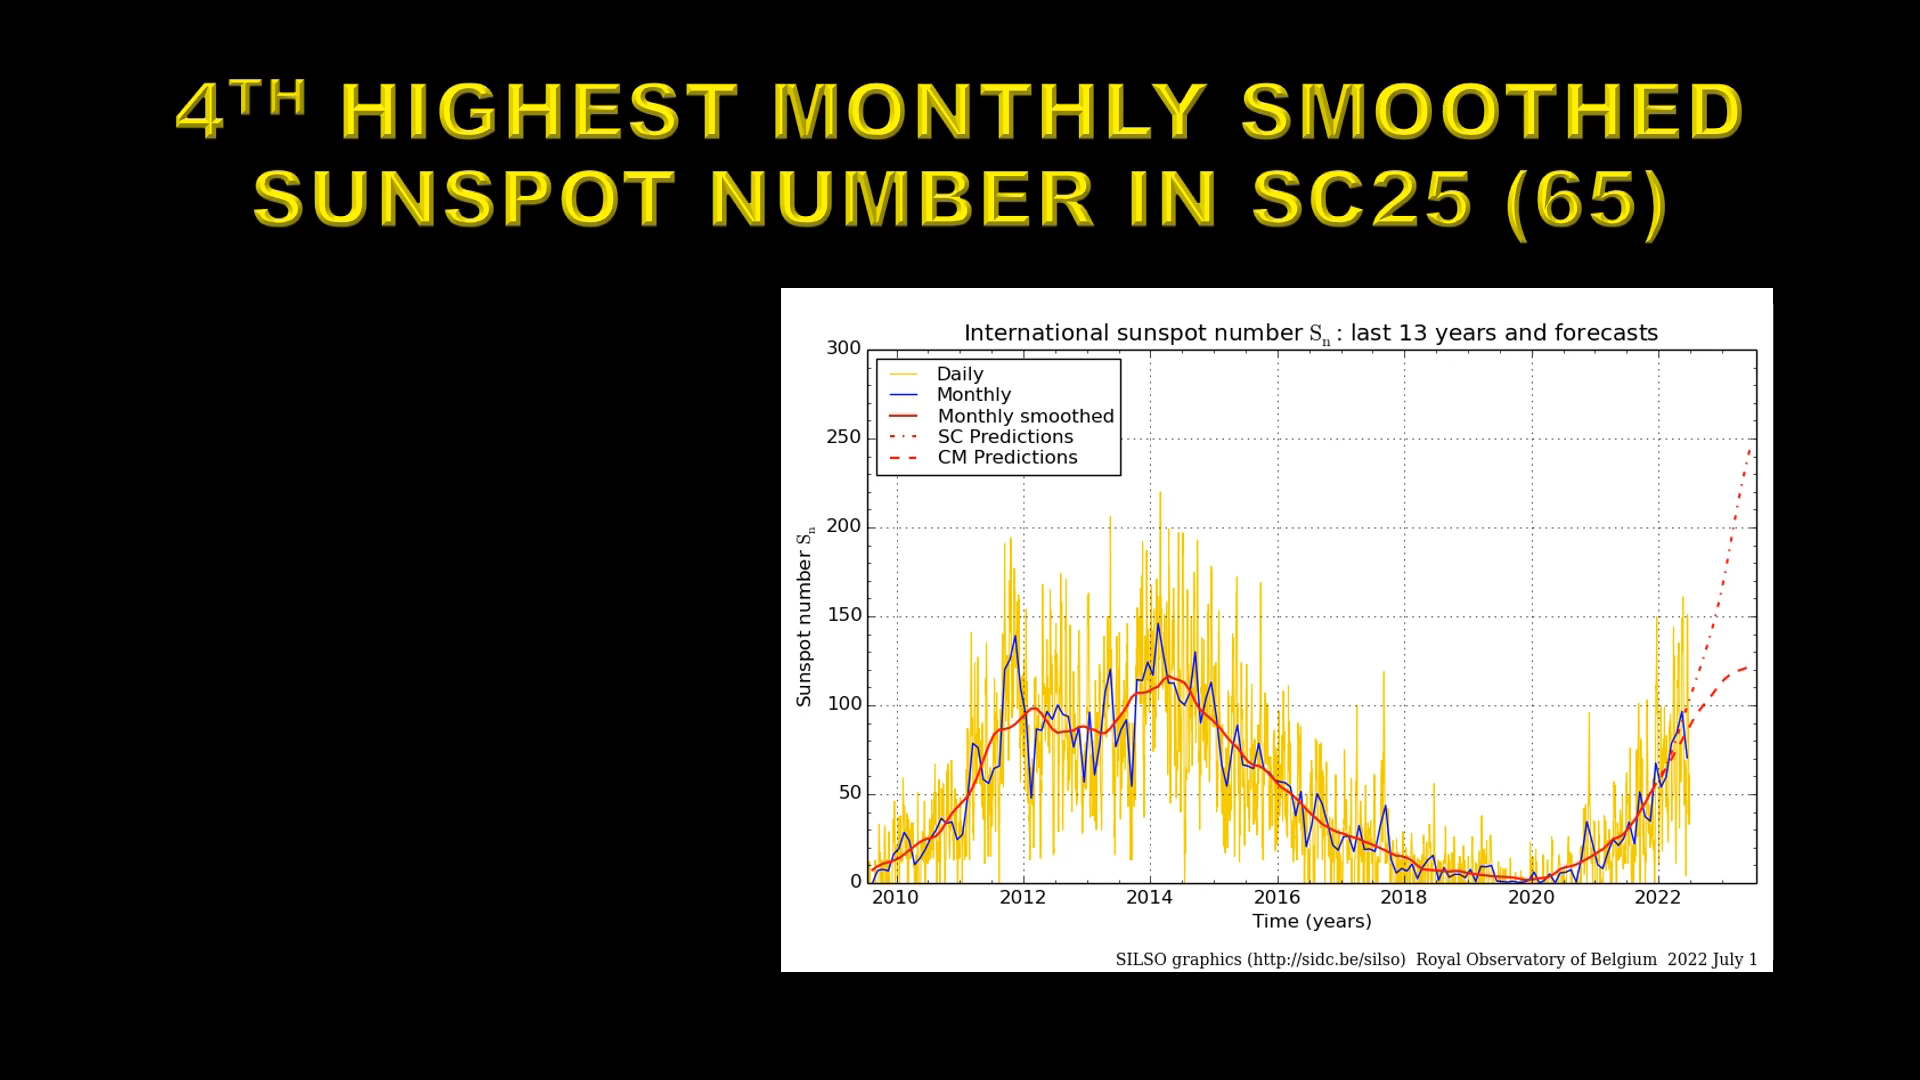 4TH HIGHEST MONTHLY SMOOTHED
SUNSPOT NUMBER IN SC25 (65)
International sunspot number Sn : last 13 years and forecasts
300
250
200
150
100
50
0
Daily
Monthly
Monthly smoothed
SC Predictions
CM Predictions
Sunspot number Sn
2010 2012 2014 2016 2018 2020 2022
Time (years)
SILSO graphics (http://sidc.be/silso) Royal Observatory of Belgium 2022 July 1